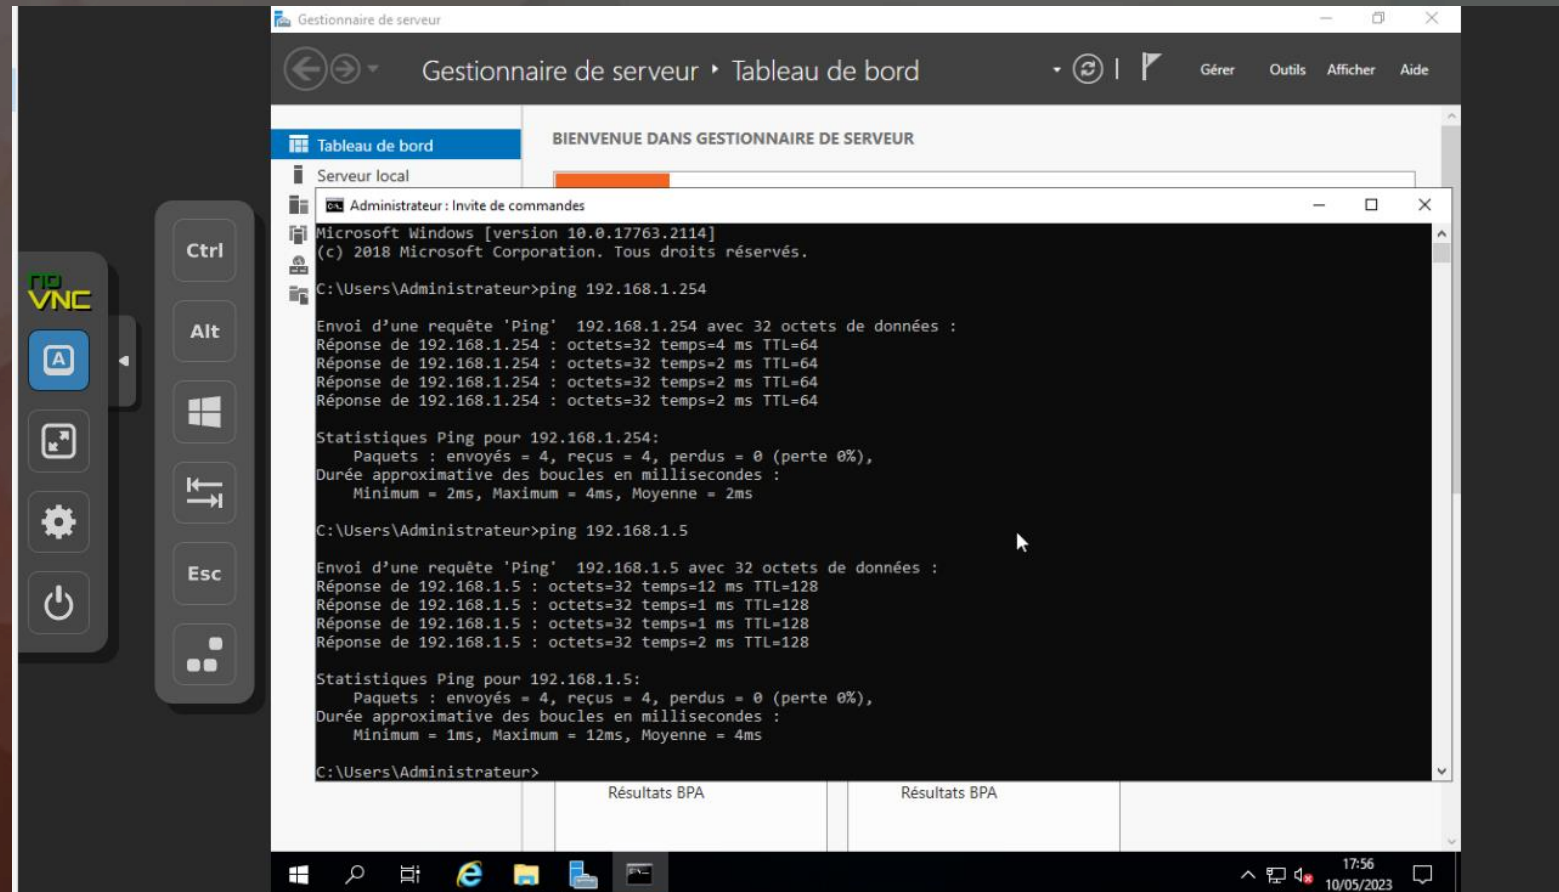 Gestionnaire de serveur
Gestionnaire de serveur ‣ Tableau de bord
Gérer Outils Afficher Aide
Tableau de bord
Serveur local
BIENVENUE DANS GESTIONNAIRE DE SERVEUR
Administrateur : Invite de commandes
Microsoft Windows [version 10.0.17763.2114]
(c) 2018 Microsoft Corporation. Tous droits réservés.
C:\Users\Administrateur>ping 192.168.1.254
Envoi d’une requête 'Ping'  192.168.1.254 avec 32 octets de données :
Réponse de 192.168.1.254 : octets=32 temps=4 ms TTL=64
Réponse de 192.168.1.254 : octets=32 temps=2 ms TTL=64
Réponse de 192.168.1.254 : octets=32 temps=2 ms TTL=64
Réponse de 192.168.1.254 : octets=32 temps=2 ms TTL=64
Statistiques Ping pour 192.168.1.254:
Paquets : envoyés = 4, reçus = 4, perdus = 0 (perte 0%),
Durée approximative des boucles en millisecondes :
Minimum = 2ms, Maximum = 4ms, Moyenne = 2ms
C:\Users\Administrateur>ping 192.168.1.5
Envoi d’une requête 'Ping'  192.168.1.5 avec 32 octets de données :
Réponse de 192.168.1.5 : octets=32 temps=12 ms TTL=128
Réponse de 192.168.1.5 : octets=32 temps=1 ms TTL=128
Réponse de 192.168.1.5 : octets=32 temps=1 ms TTL=128
Réponse de 192.168.1.5 : octets=32 temps=2 ms TTL=128
Statistiques Ping pour 192.168.1.5:
Paquets : envoyés = 4, reçus = 4, perdus = 0 (perte 0%),
Durée approximative des boucles en millisecondes :
Minimum = 1ms, Maximum = 12ms, Moyenne = 4ms
C:\Users\Administrateur>
Résultats BPA
Résultats BPA
17:56
10/05/2023
no
VNC
A
Ctrl
Alt
Esc